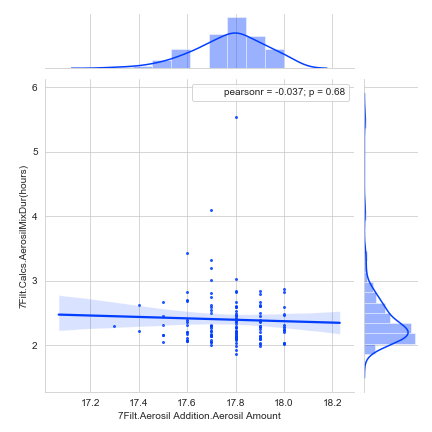 pearsonr = -0.037; p = 0.68
6
5
4
3
2
7Filt.Calcs.AerosilMixDur(hours)
17.2 17.4 17.6 17.8 18.0 18.2
7Filt.Aerosil Addition.Aerosil Amount